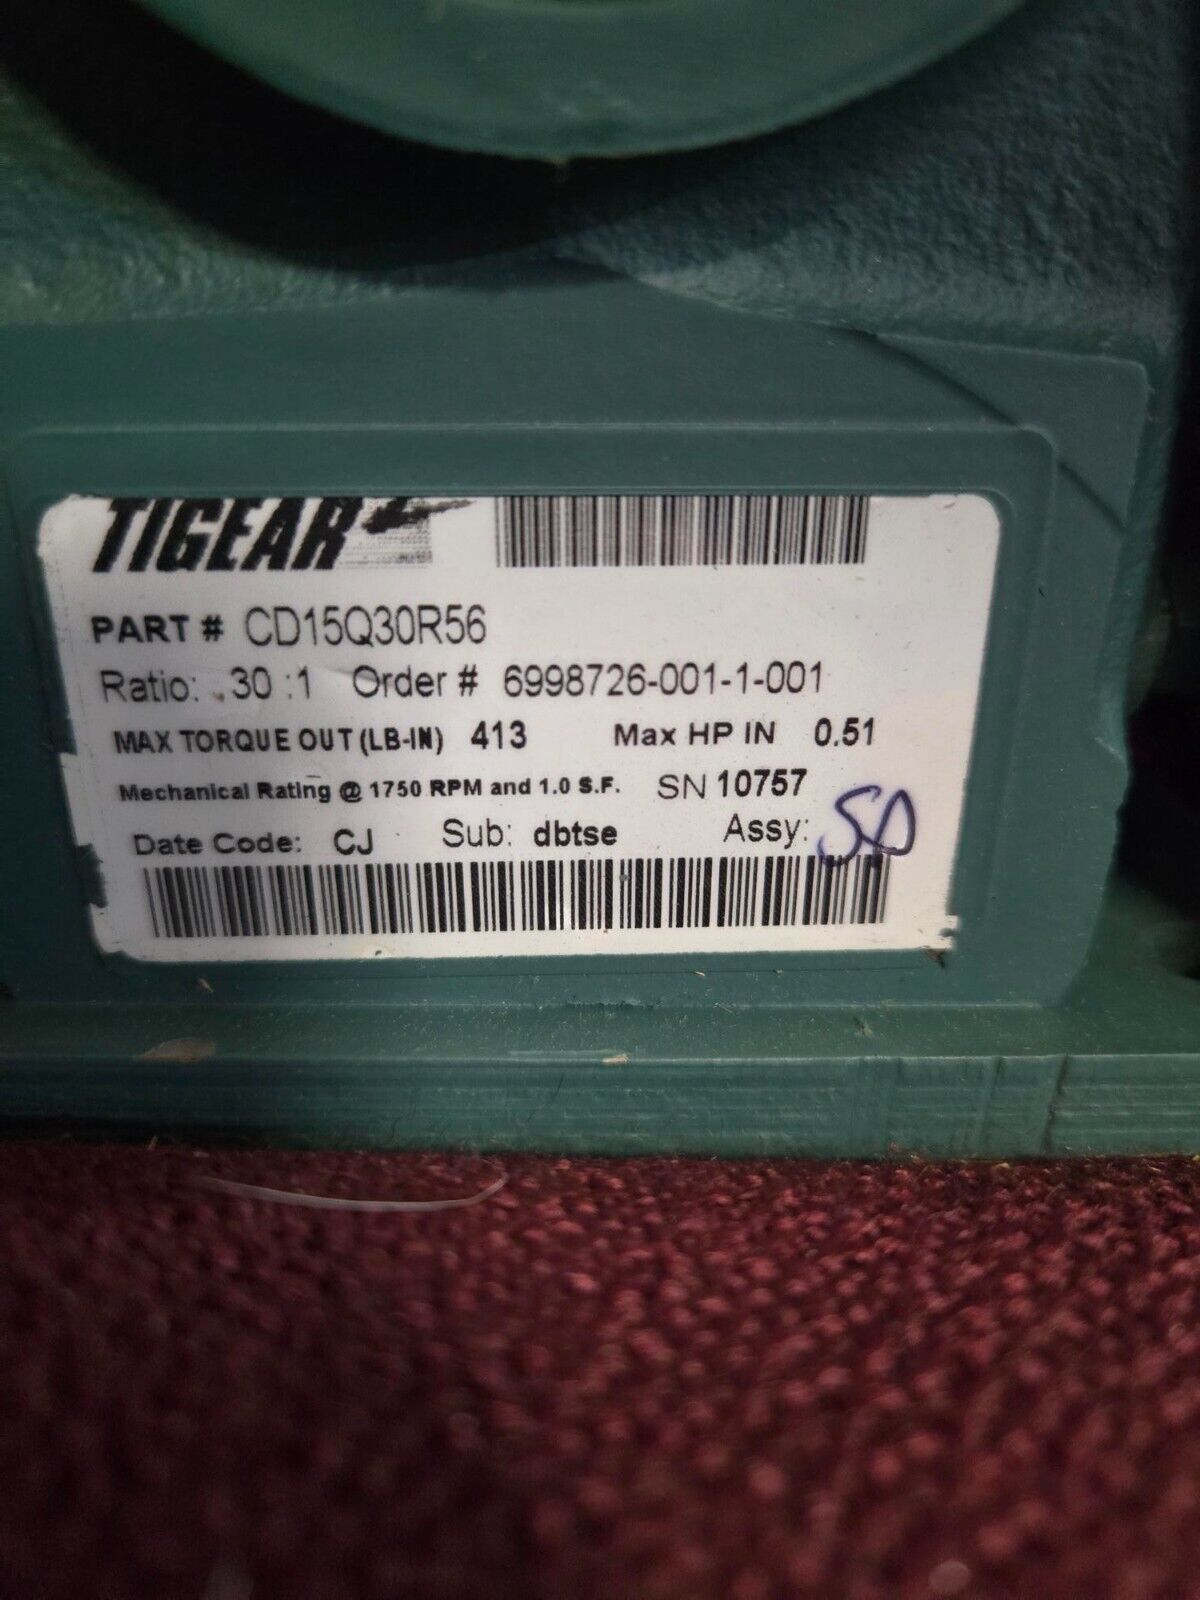 TIGEAR
PART # CD15Q30R56
Ratio: 30 :1 Order # 6998726-001-1-001
MAX TORQUE OUT (LB-IN) 413 Max HP IN 0.51
Mechanical Rating @ 1750 RPM and 1.0 S.F. SN 10757
Date Code: CJ Sub: dbtse Assy: